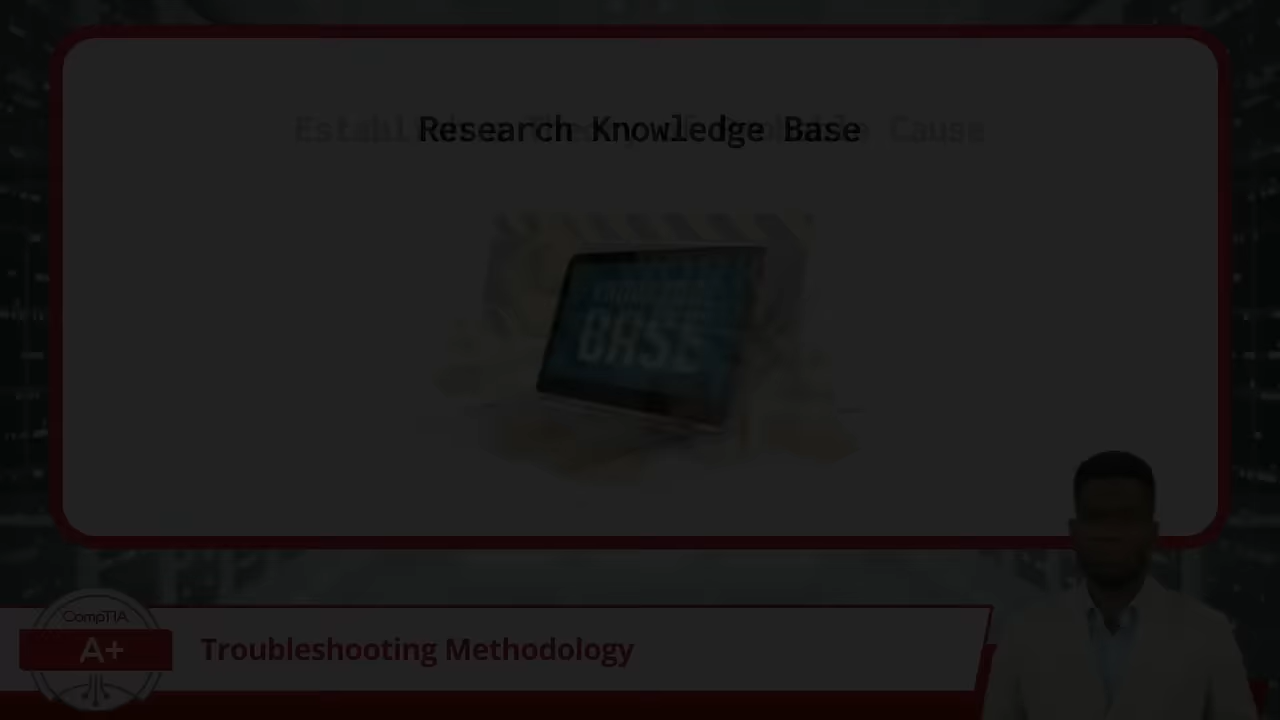 Research Knowledge Base
BASE
CompTIA.
A+
Troubleshooting Methodology